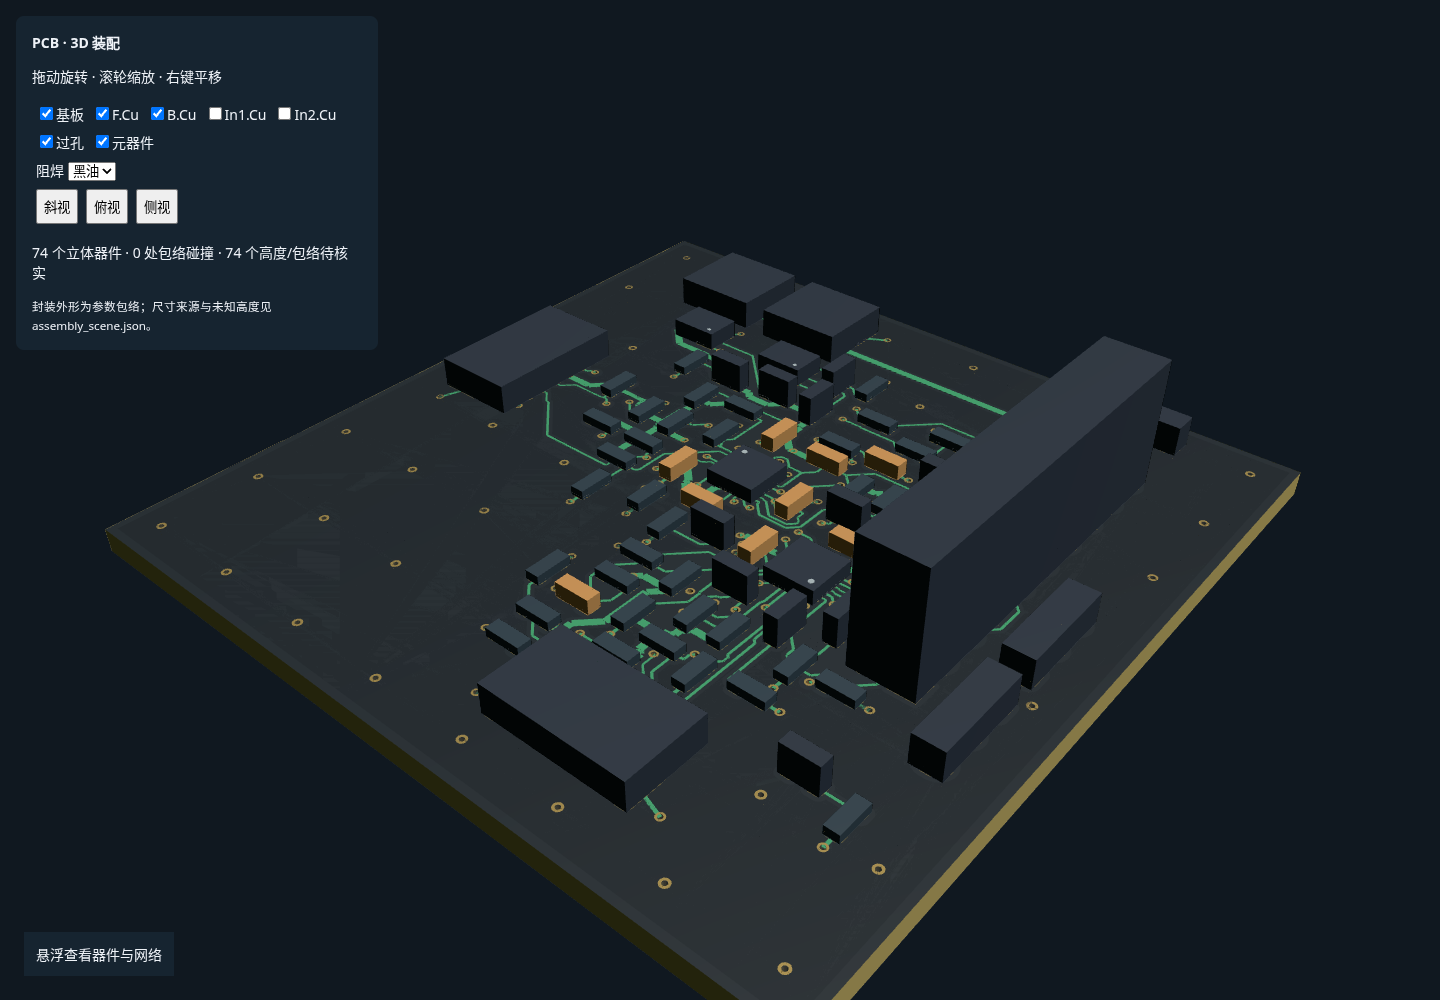 PCB · 3D 装配
拖动旋转 · 滚轮缩放 · 右键平移
基板 F.Cu B.Cu In1.Cu In2.Cu
过孔 元器件
阻焊 黑油
斜视 俯视 侧视
74 个立体器件 · 0 处包络碰撞 · 74 个高度/包络待核
实
封装外形为参数包络；尺寸来源与未知高度见
assembly_scene.json。
悬浮查看器件与网络